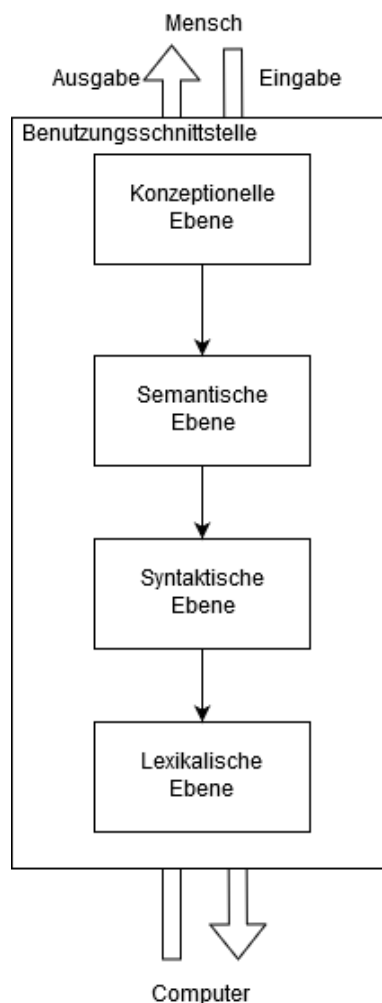 Mensch
Ausgabe
Eingabe
Benutzungsschnittstelle
Konzeptionelle
Ebene
Semantische
Ebene
Syntaktische
Ebene
Lexikalische
Ebene
Computer